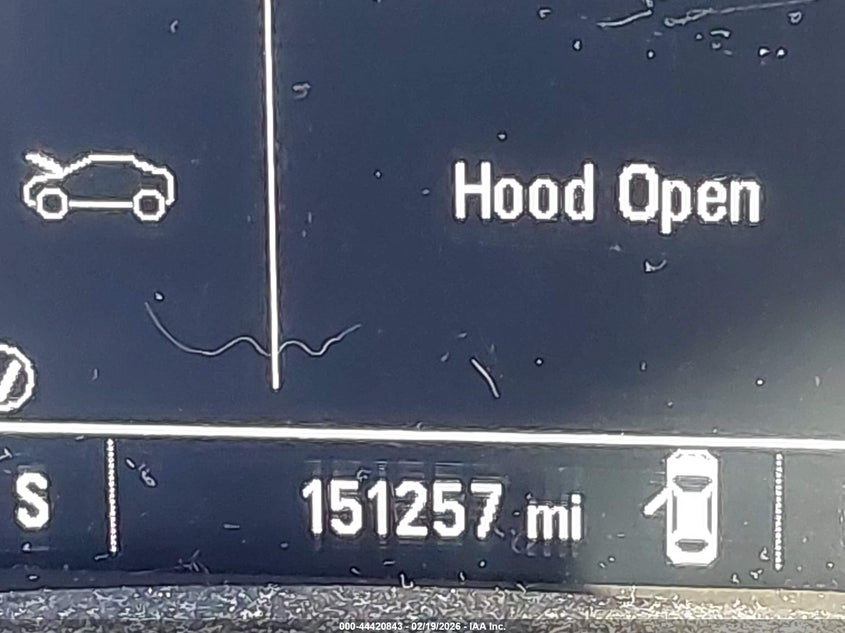 Hood Open
S
151257 mi
000-44420843 - 02/19/2026 - IAA Inc.